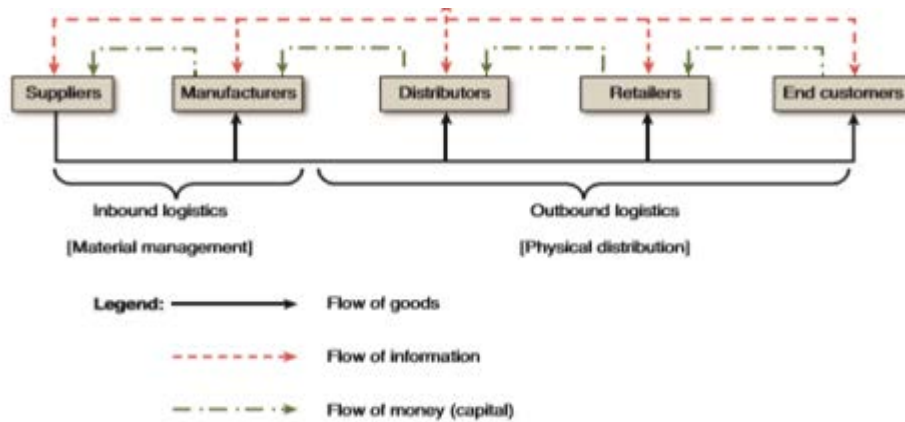 Suppliers
Manufacturers
Distributors
Retailers
End customers
Inbound logistics
[Material management]
Outbound logistics
[Physical distribution]
Legend:
Flow of goods
Flow of information
Flow of money (capital)